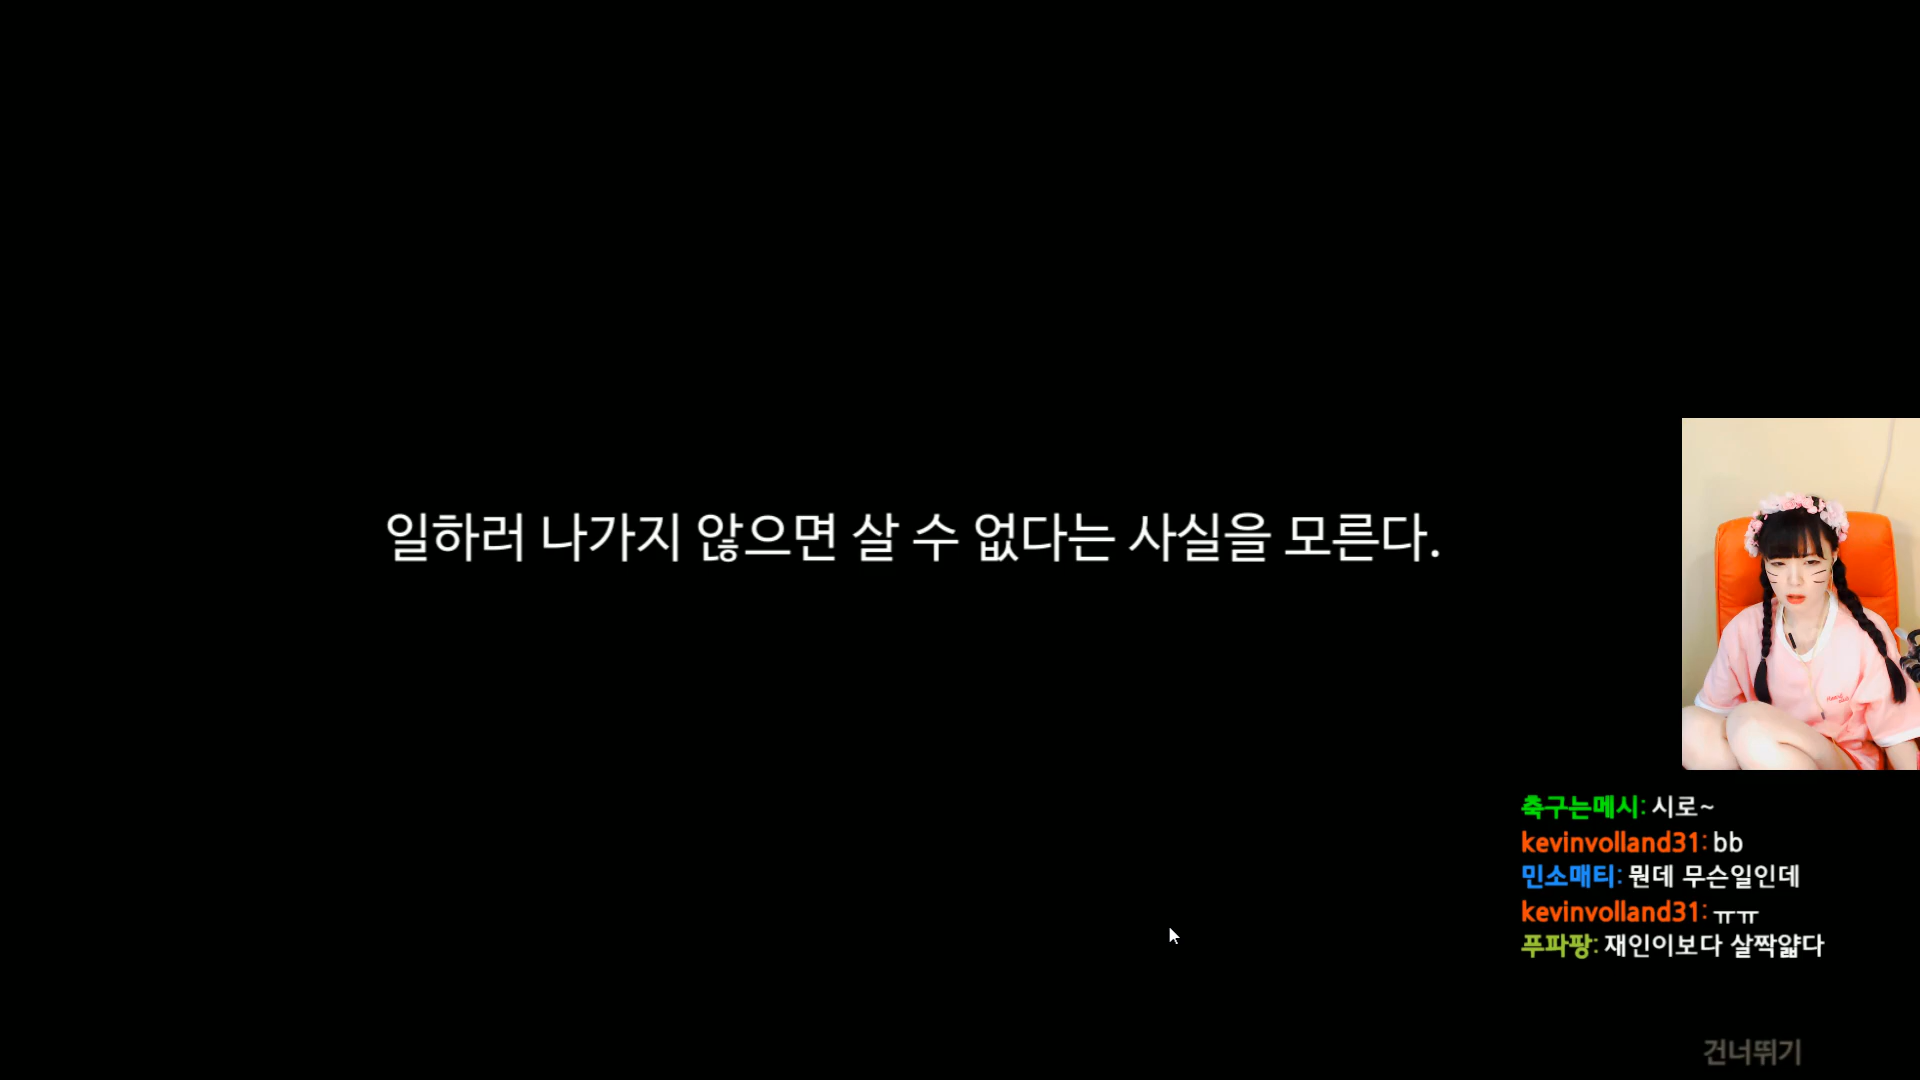 일하러 나가지 않으면 살 수 없다는 사실을 모른다.
축구는메시: 시로~
kevinvolland31: bb
민소매티: 뭔데 무슨일인데
kevinvolland31: ㅠㅠ
푸파팡: 재인이보다 살짝얇다
건너뛰기